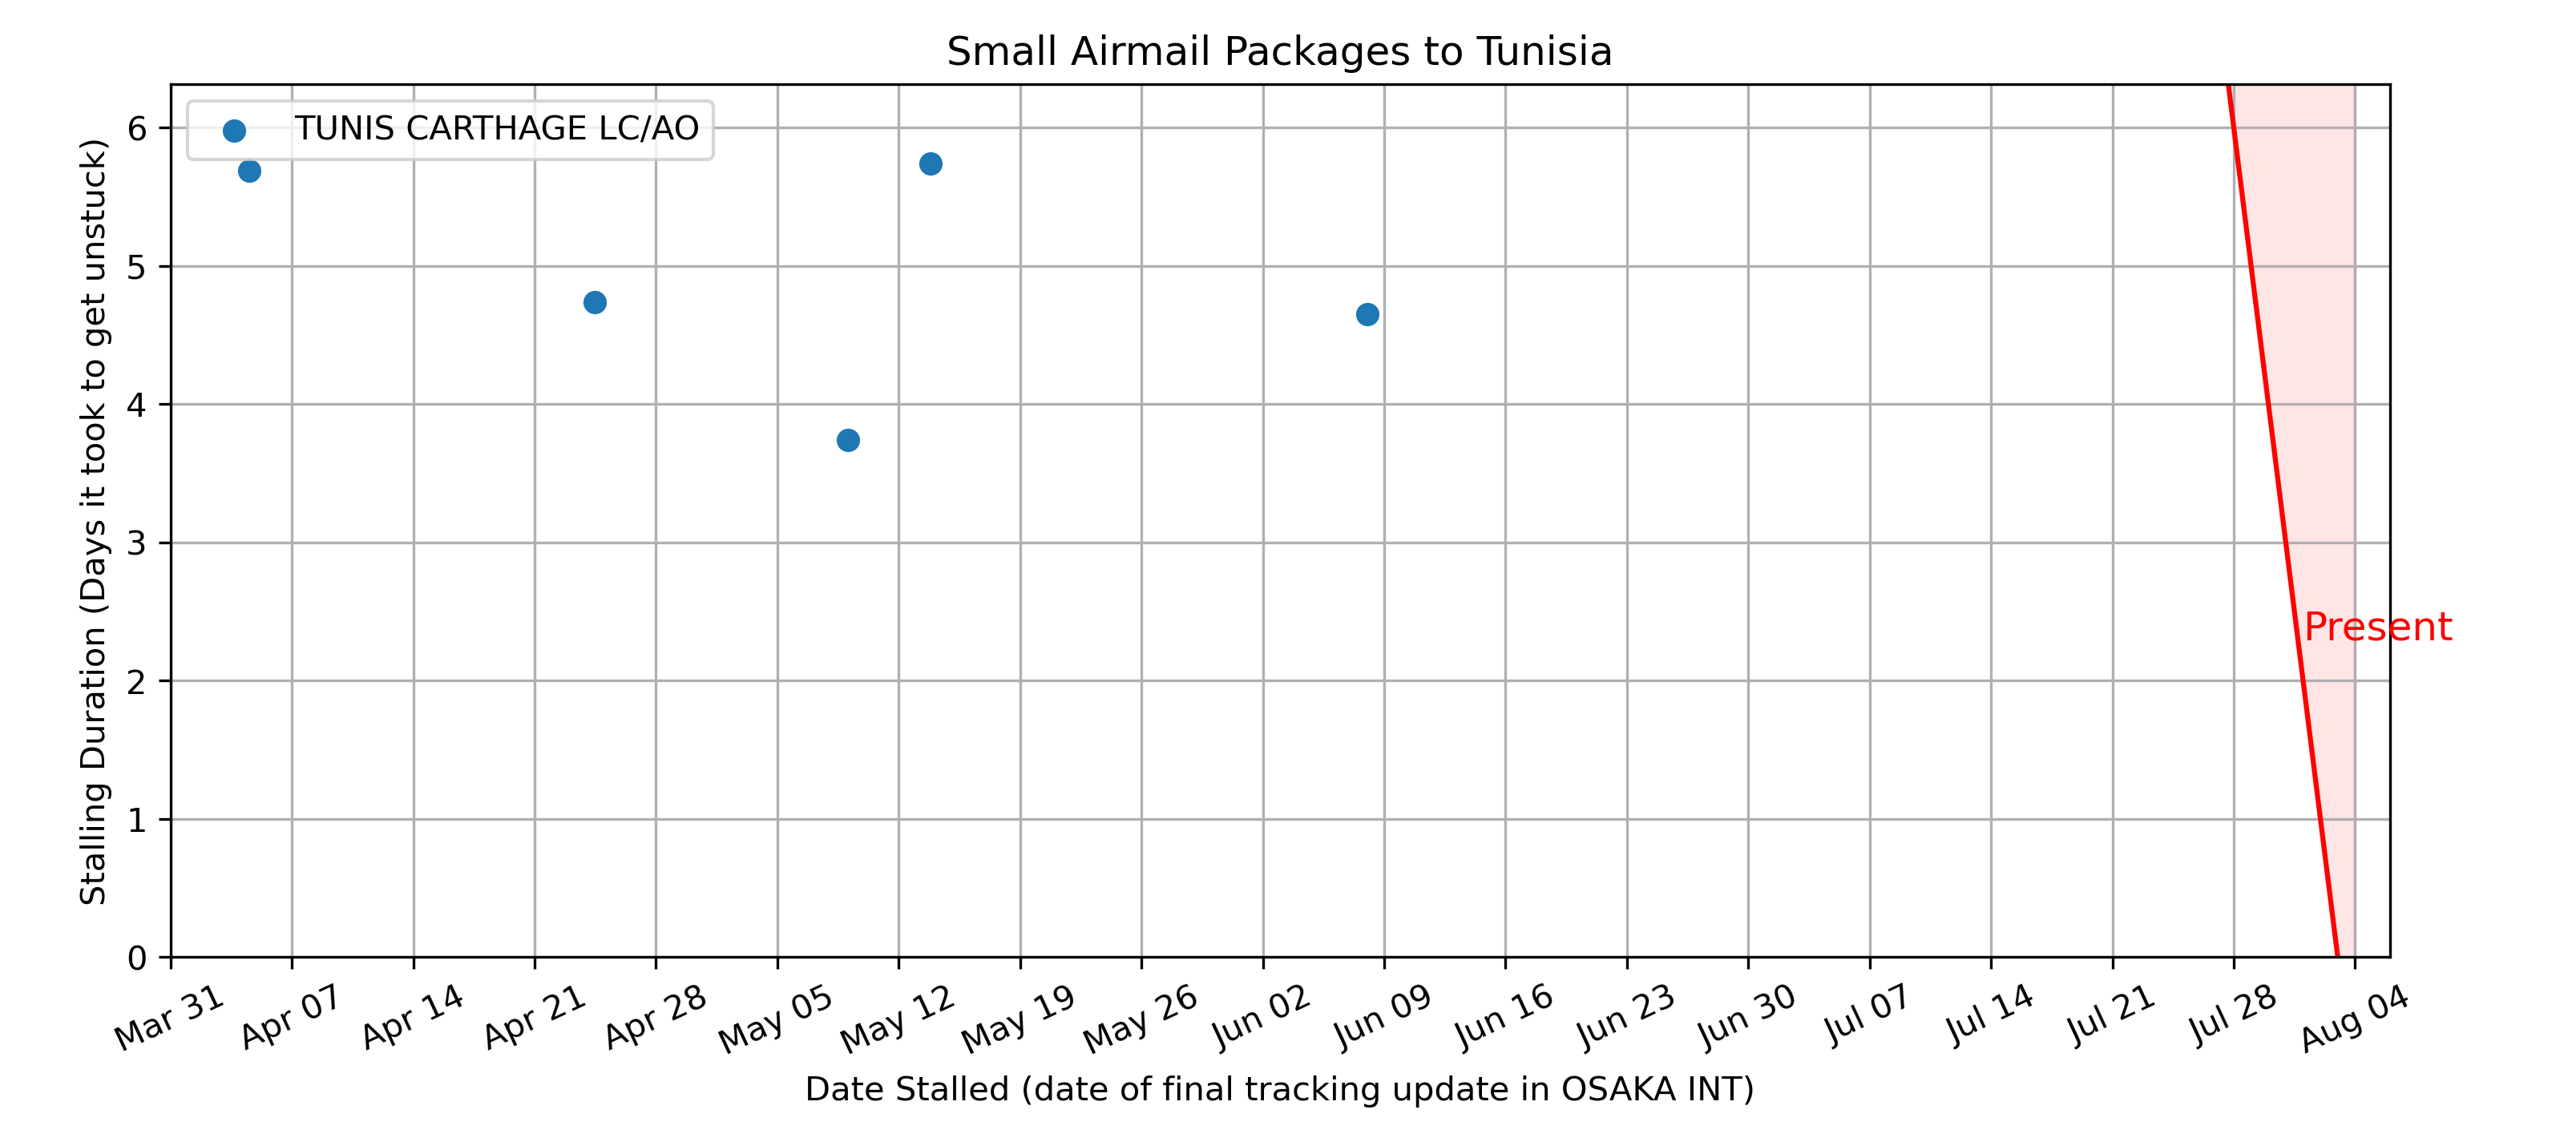 Small Airmail Packages to Tunisia
TUNIS CARTHAGE LC/AO
Stalling Duration (Days it took to get unstuck)
6
5
4
3
2
1
0
Present
Mar 31
Apr 07
Apr 14
Apr 21
Apr 28
May 05
May 12
May 19
May 26
Jun 02
Jun 09
Jun 16
Jun 23
Jun 30
Jul 07
Jul 14
Jul 21
Jul 28
Aug 04
Date Stalled (date of final tracking update in OSAKA INT)